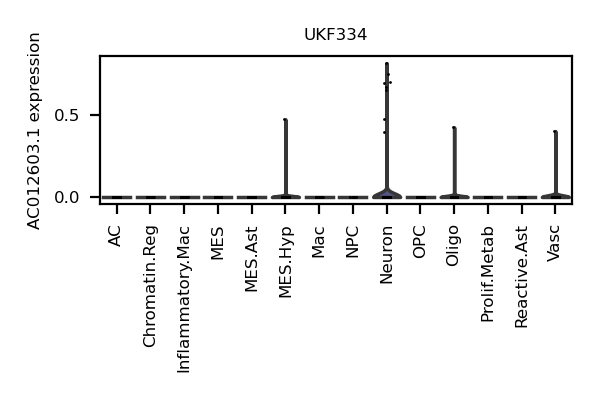 UKF334
AC012603.1 expression
0.5
0.0
AC
Chromatin.Reg
Inflammatory.Mac
MES
MES.Ast
MES.Hyp
Mac
NPC
Neuron
OPC
Oligo
Prolif.Metab
Reactive.Ast
Vasc